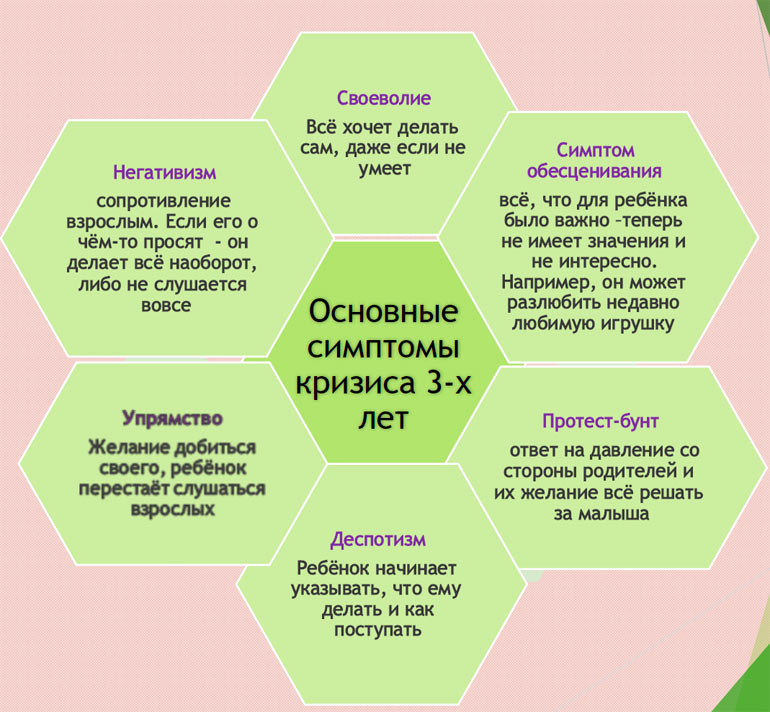 Своеволие
Всё хочет делать
сам, даже если не
умеет
Симптом
обесценивания
всё, что для ребёнка
было важно –теперь
не имеет значения и
не интересно.
Например, он может
разлюбить недавно
любимую игрушку
Негативизм
сопротивление
взрослым. Если его о
чём-то просят - он
делает всё наоборот,
либо не слушается
вовсе
Основные
симптомы
кризиса 3-х
лет
Упрямство
Желание добиться
своего, ребёнок
перестаёт слушаться
взрослых
Протест-бунт
ответ на давление со
стороны родителей и
их желание всё решать
за малыша
Деспотизм
Ребёнок начинает
указывать, что ему
делать и как
поступать